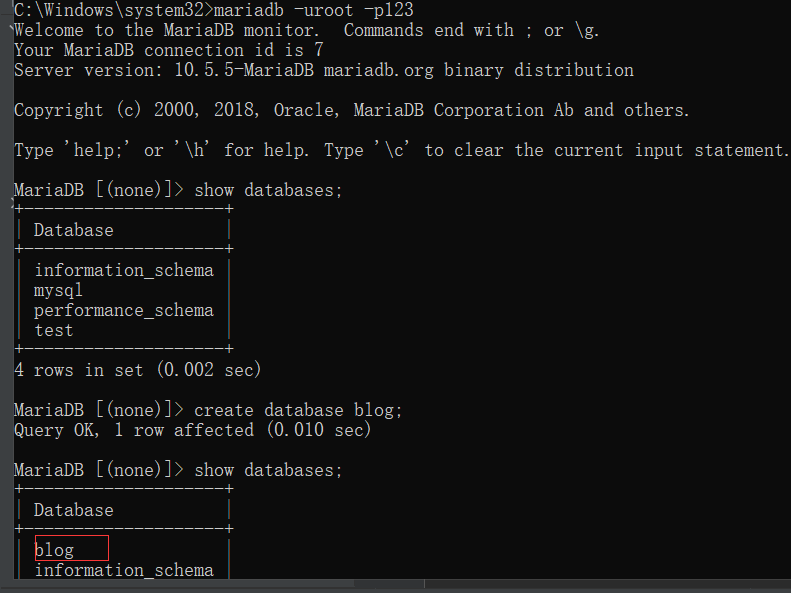 C:\Windows\system32>mariadb -uroot -p123
Welcome to the MariaDB monitor.  Commands end with ; or \g.
Your MariaDB connection id is 7
Server version: 10.5.5-MariaDB mariadb.org binary distribution

Copyright (c) 2000, 2018, Oracle, MariaDB Corporation Ab and others.

Type 'help;' or '\h' for help. Type '\c' to clear the current input statement.

MariaDB [(none)]> show databases;
+--------------------+
| Database           |
+--------------------+
| information_schema |
| mysql              |
| performance_schema |
| test               |
+--------------------+
4 rows in set (0.002 sec)

MariaDB [(none)]> create database blog;
Query OK, 1 row affected (0.010 sec)

MariaDB [(none)]> show databases;
+--------------------+
| Database           |
+--------------------+
| blog               |
| information_schema |